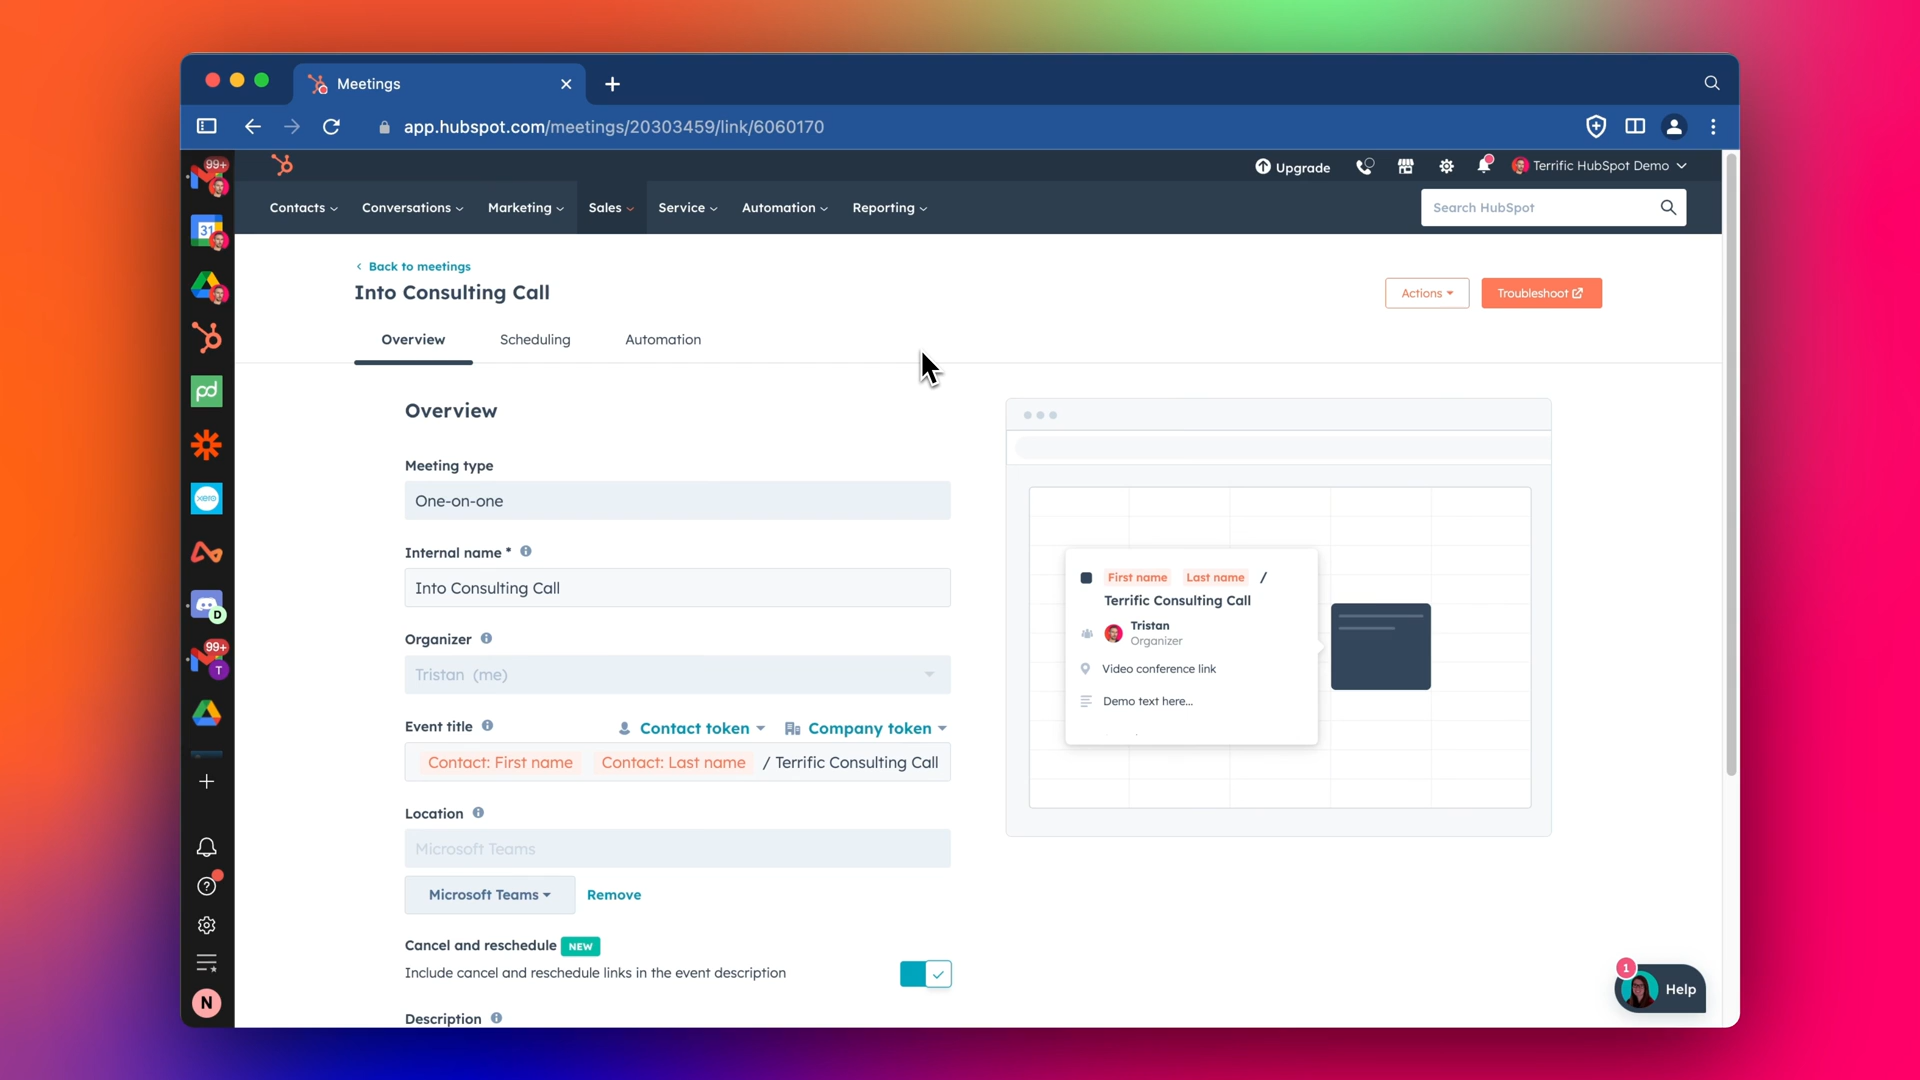 Meetings
app.hubspot.com/meetings/20303459/link/6060170
99+
31
Upgrade
Terrific HubSpot Demo
Contacts
Conversations
Marketing
Sales
Service
Automation
Reporting
Search HubSpot
Back to meetings
Into Consulting Call
Actions
Troubleshoot
Overview
Scheduling
Automation
pd
xero
D
99+
T
N
Overview
Meeting type
One-on-one
Internal name *
Into Consulting Call
Organizer
Tristan (me)
Event title
Contact token
Company token
Contact: First name Contact: Last name / Terrific Consulting Call
Location
Microsoft Teams
Microsoft Teams
Remove
Cancel and reschedule NEW
Include cancel and reschedule links in the event description
Description
First name Last name /
Terrific Consulting Call
Tristan
Organizer
Video conference link
Demo text here...
1
Help